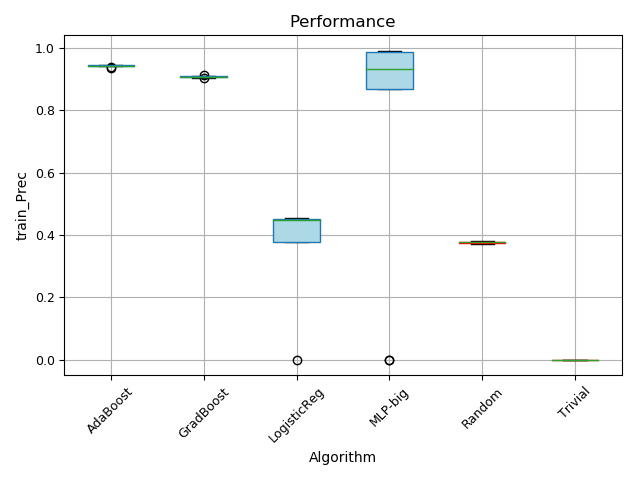 Performance
train_Prec
1.0
0.8
0.6
0.4
0.2
0.0
AdaBoost
GradBoost
LogisticReg
MLP-big
Random
Trivial
Algorithm